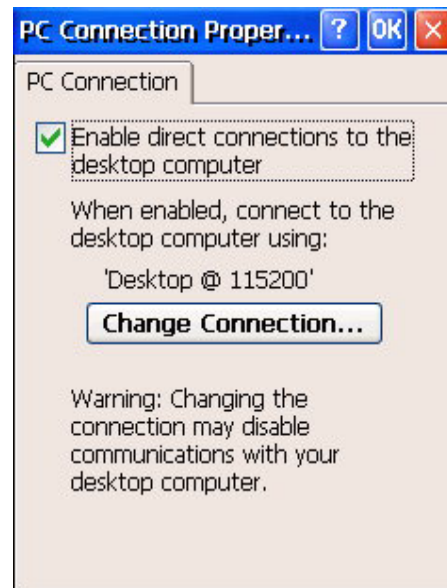 PC Connection Proper... ? OK ×
PC Connection
Enable direct connections to the
desktop computer
When enabled, connect to the
desktop computer using:
'Desktop @ 115200'
Change Connection...
Warning: Changing the
connection may disable
communications with your
desktop computer.